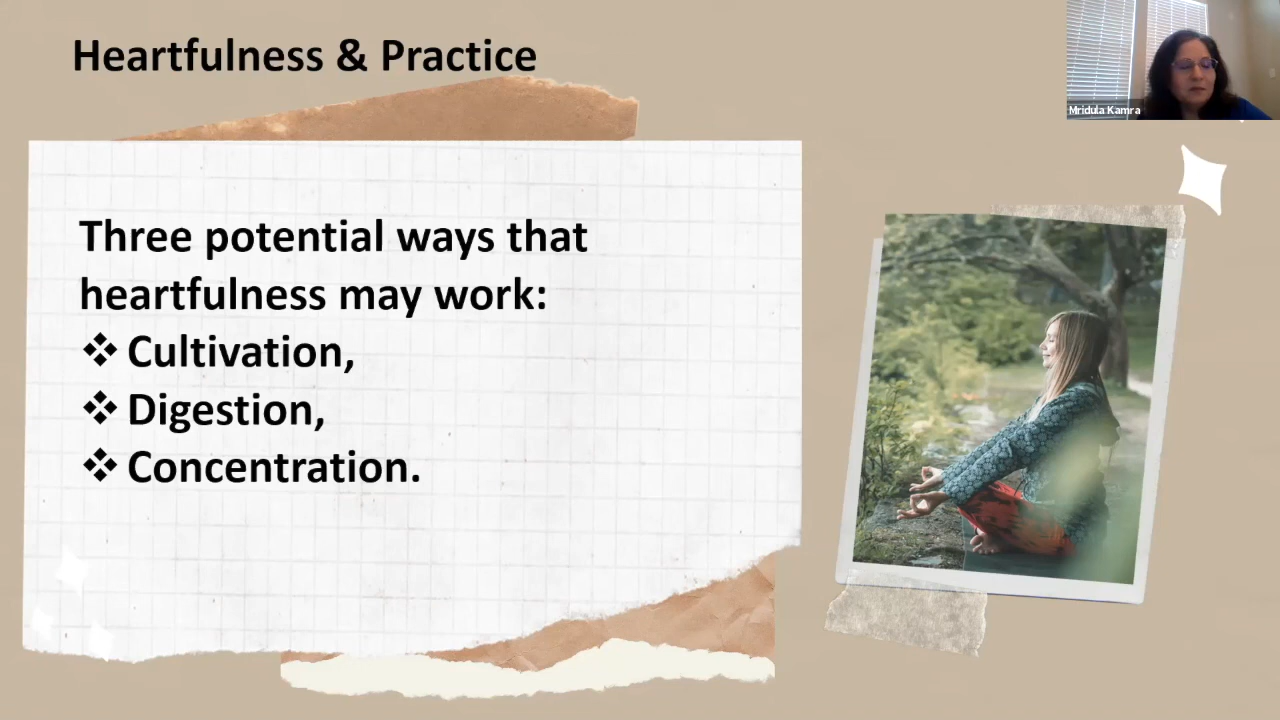 Heartfulness & Practice
Mridula Kamra
Three potential ways that
heartfulness may work:
❖ Cultivation,
❖ Digestion,
❖ Concentration.